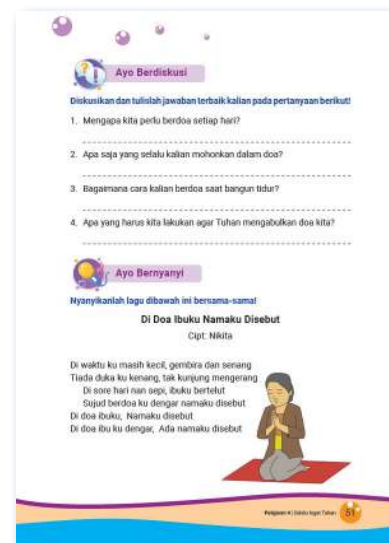 Ayo Berdiskusi
Diskusikan dan tulislah jawaban terbaik kalian pada pertanyaan berikut!
1. Mengapa kita perlu berdoa setiap hari?
2. Apa saja yang selalu kalian mohonkan dalam doa?
3. Bagaimana cara kalian berdoa saat bangun tidur?
4. Apa yang harus kita lakukan agar Tuhan mengabulkan doa kita?
Ayo Bernyanyi
Nyanyikanlah lagu dibawah ini bersama-sama!
Di Doa Ibuku Namaku Disebut
Cipt: Nikita
Di waktu ku masih kecil, gembira dan senang
Tiada duka ku kenang, tak kunjung mengerang
Di sore hari nan sepi, ibuku bertelut
Sujud berdoa ku dengar namaku disebut
Di doa ibuku, Namaku disebut
Di doa ibu ku dengar, Ada namaku disebut
Pelajaran 4 | Selalu Ingat Tuhan 51